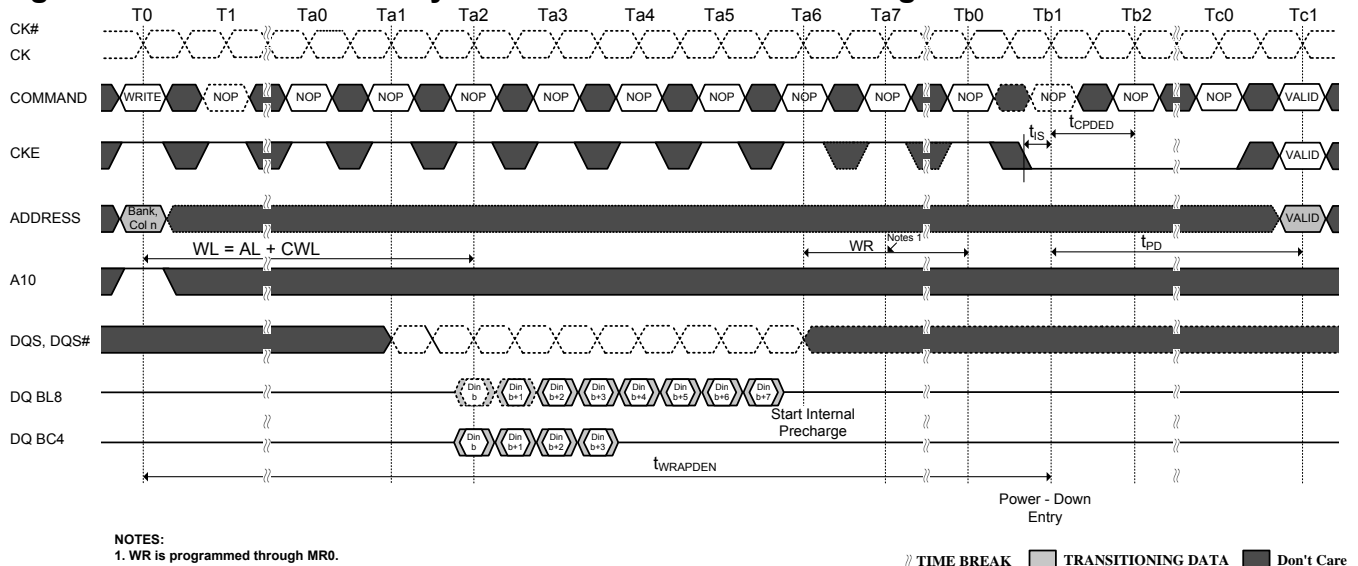 T0 T1 Ta0 Ta1 Ta2 Ta3 Ta4 Ta5 Ta6 Ta7 Tb0 Tb1 Tb2 Tc0 Tc1
CK#
CK
COMMAND WRITE NOP NOP NOP NOP NOP NOP NOP NOP NOP NOP NOP NOP NOP VALID
tIS tCPDED
CKE VALID
ADDRESS Bank, Col n VALID
WL = AL + CWL WR Notes 1 tPD
A10
DQS, DQS#
DQ BL8 Din b Din b+1 Din b+2 Din b+3 Din b+4 Din b+5 Din b+6 Din b+7
Start Internal
Precharge
DQ BC4 Din b Din b+1 Din b+2 Din b+3
tWRAPDEN
Power - Down
Entry
NOTES:
1. WR is programmed through MR0.
TIME BREAK TRANSITIONING DATA Don't Care